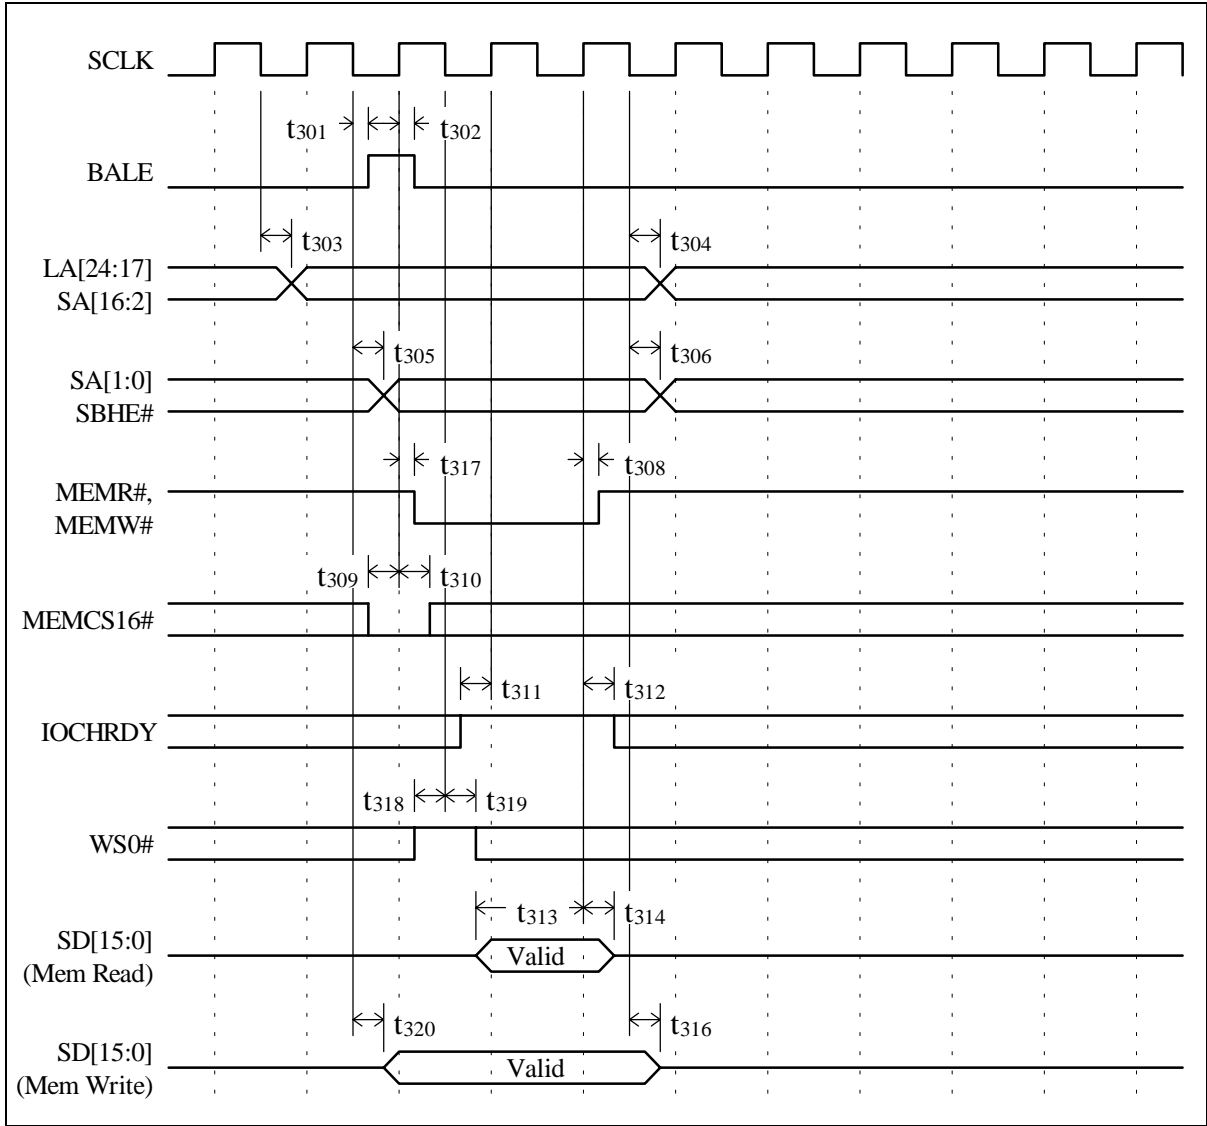 SCLK
t301
t302
BALE
t303
t304
LA[24:17]
SA[16:2]
t305
t306
SA[1:0]
SBHE#
t317
t308
MEMR#,
MEMW#
t309
t310
MEMCS16#
t311
t312
IOCHRDY
t318
t319
WS0#
t313
t314
SD[15:0]
Valid
(Mem Read)
t320
t316
SD[15:0]
Valid
(Mem Write)